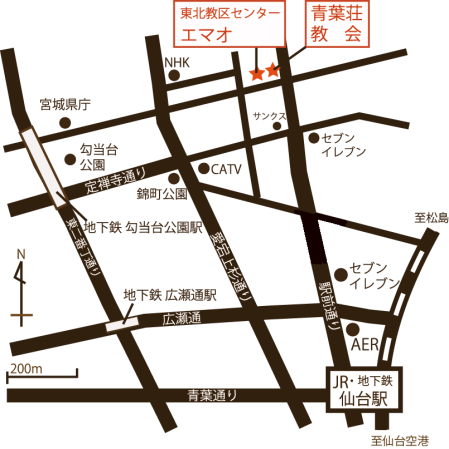 東北教区センター
エマオ
青葉荘
教 会
NHK
宮城県庁
サンクス
セブン
イレブン
勾当台
公園
CATV
定禅寺通り
錦町公園
至松島
地下鉄 勾当台公園駅
東二番丁通り
愛宕上杉通り
N
セブン
イレブン
地下鉄 広瀬通駅
駅前通り
広瀬通
AER
200m
JR・地下鉄
仙台駅
青葉通り
至仙台空港